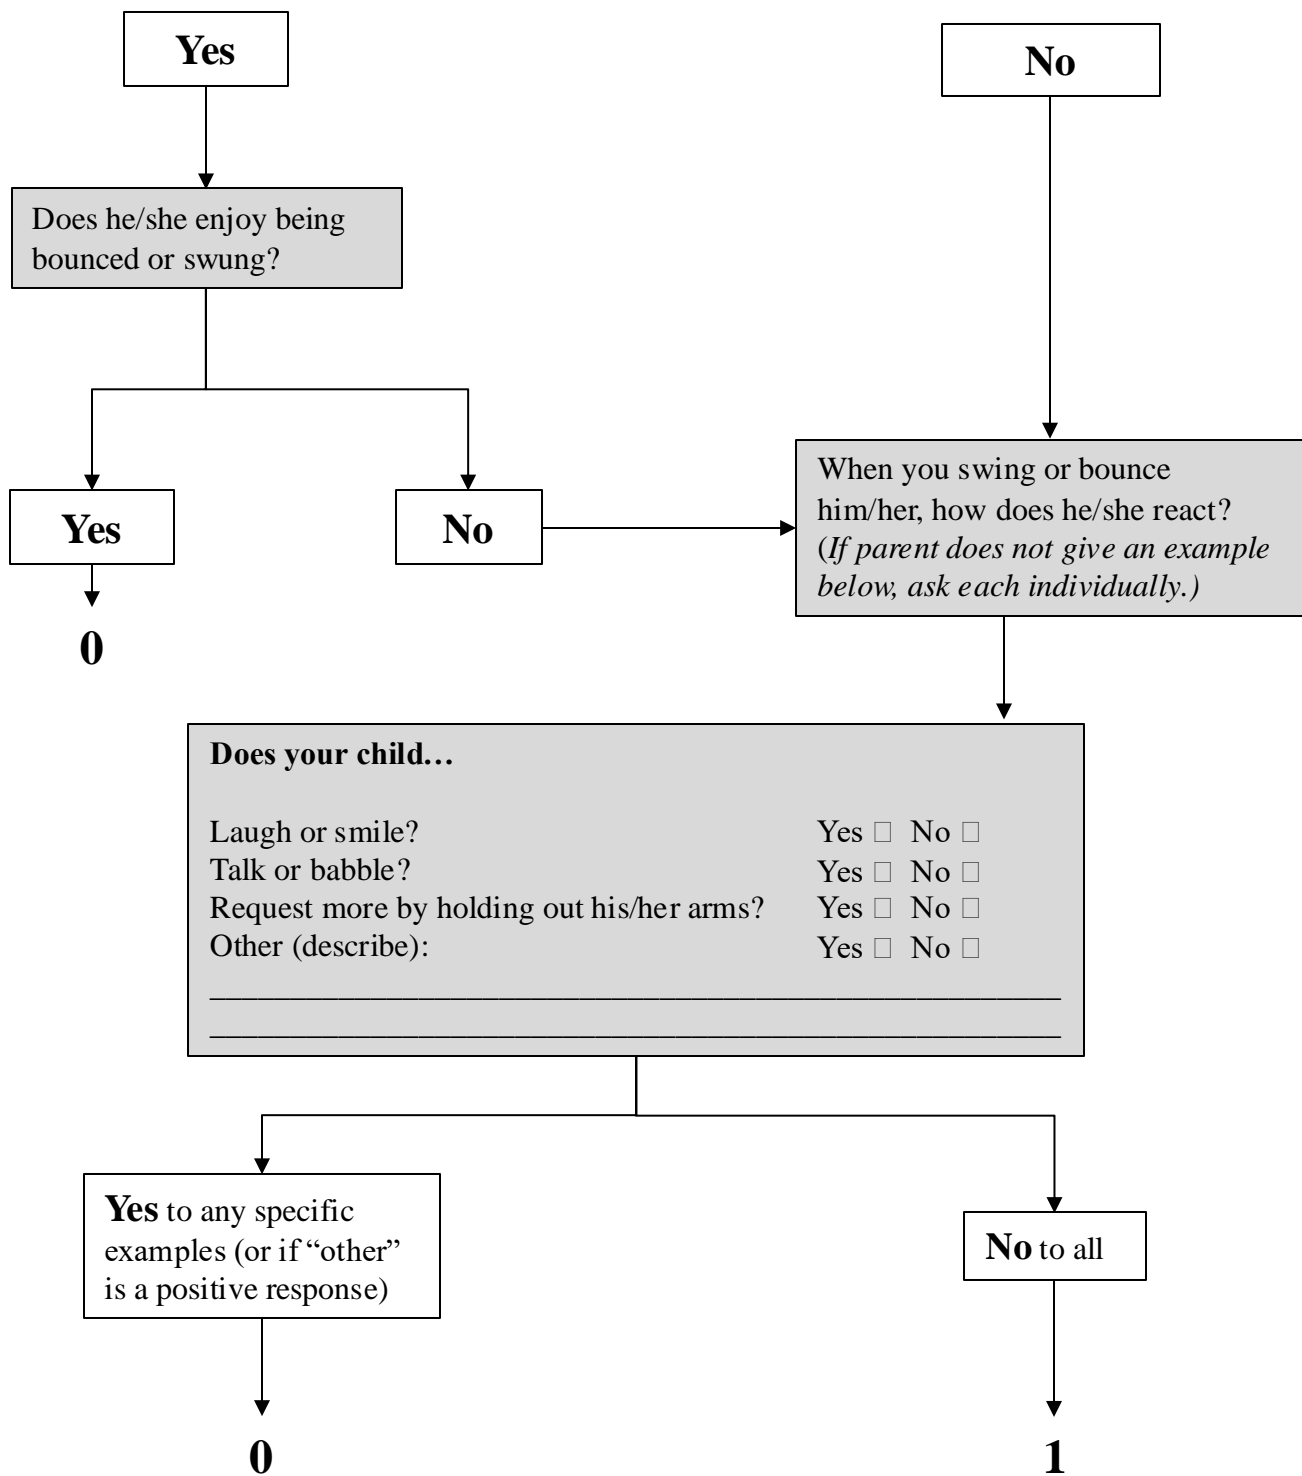 Yes
No
Does he/she enjoy being
bounced or swung?
Yes
No
When you swing or bounce
him/her, how does he/she react?
(If parent does not give an example
below, ask each individually.)
0
Does your child…
Laugh or smile? Yes □ No □
Talk or babble? Yes □ No □
Request more by holding out his/her arms? Yes □ No □
Other (describe): Yes □ No □
Yes to any specific
examples (or if “other”
is a positive response)
No to all
0
1